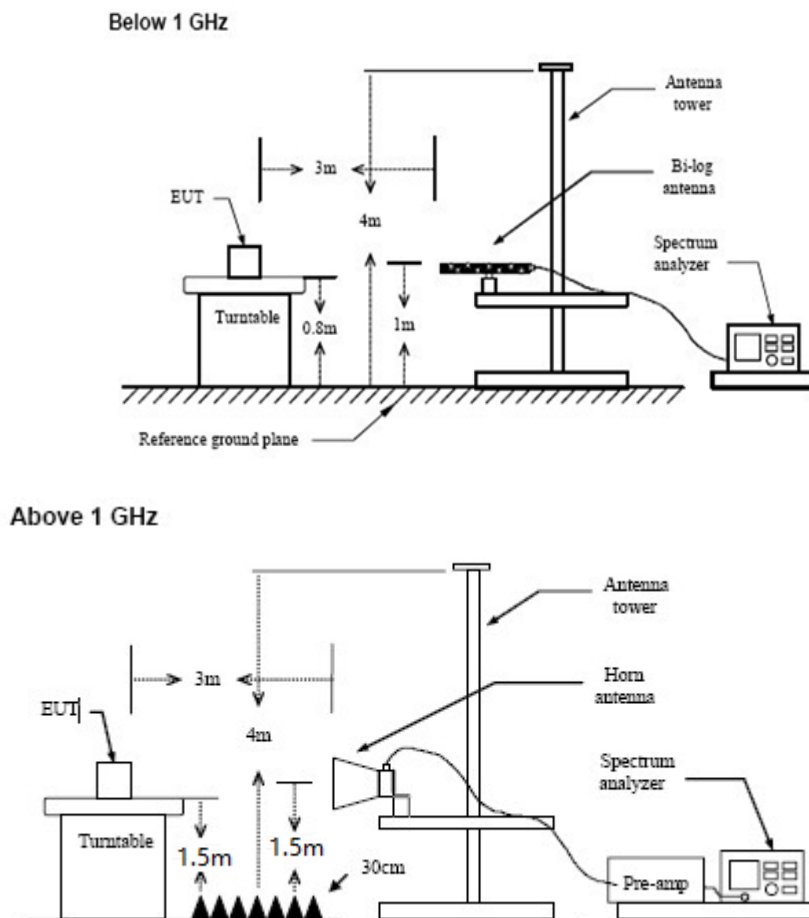 Below 1 GHz
Antenna
tower
3m
Bi-log
antenna
EUT
4m
Spectrum
analyzer
Turntable
0.8m
1m
Reference ground plane
Above 1 GHz
Antenna
tower
3m
Horn
antenna
EUT
4m
Spectrum
analyzer
Turntable
1.5m
1.5m
30cm
Pre-amp